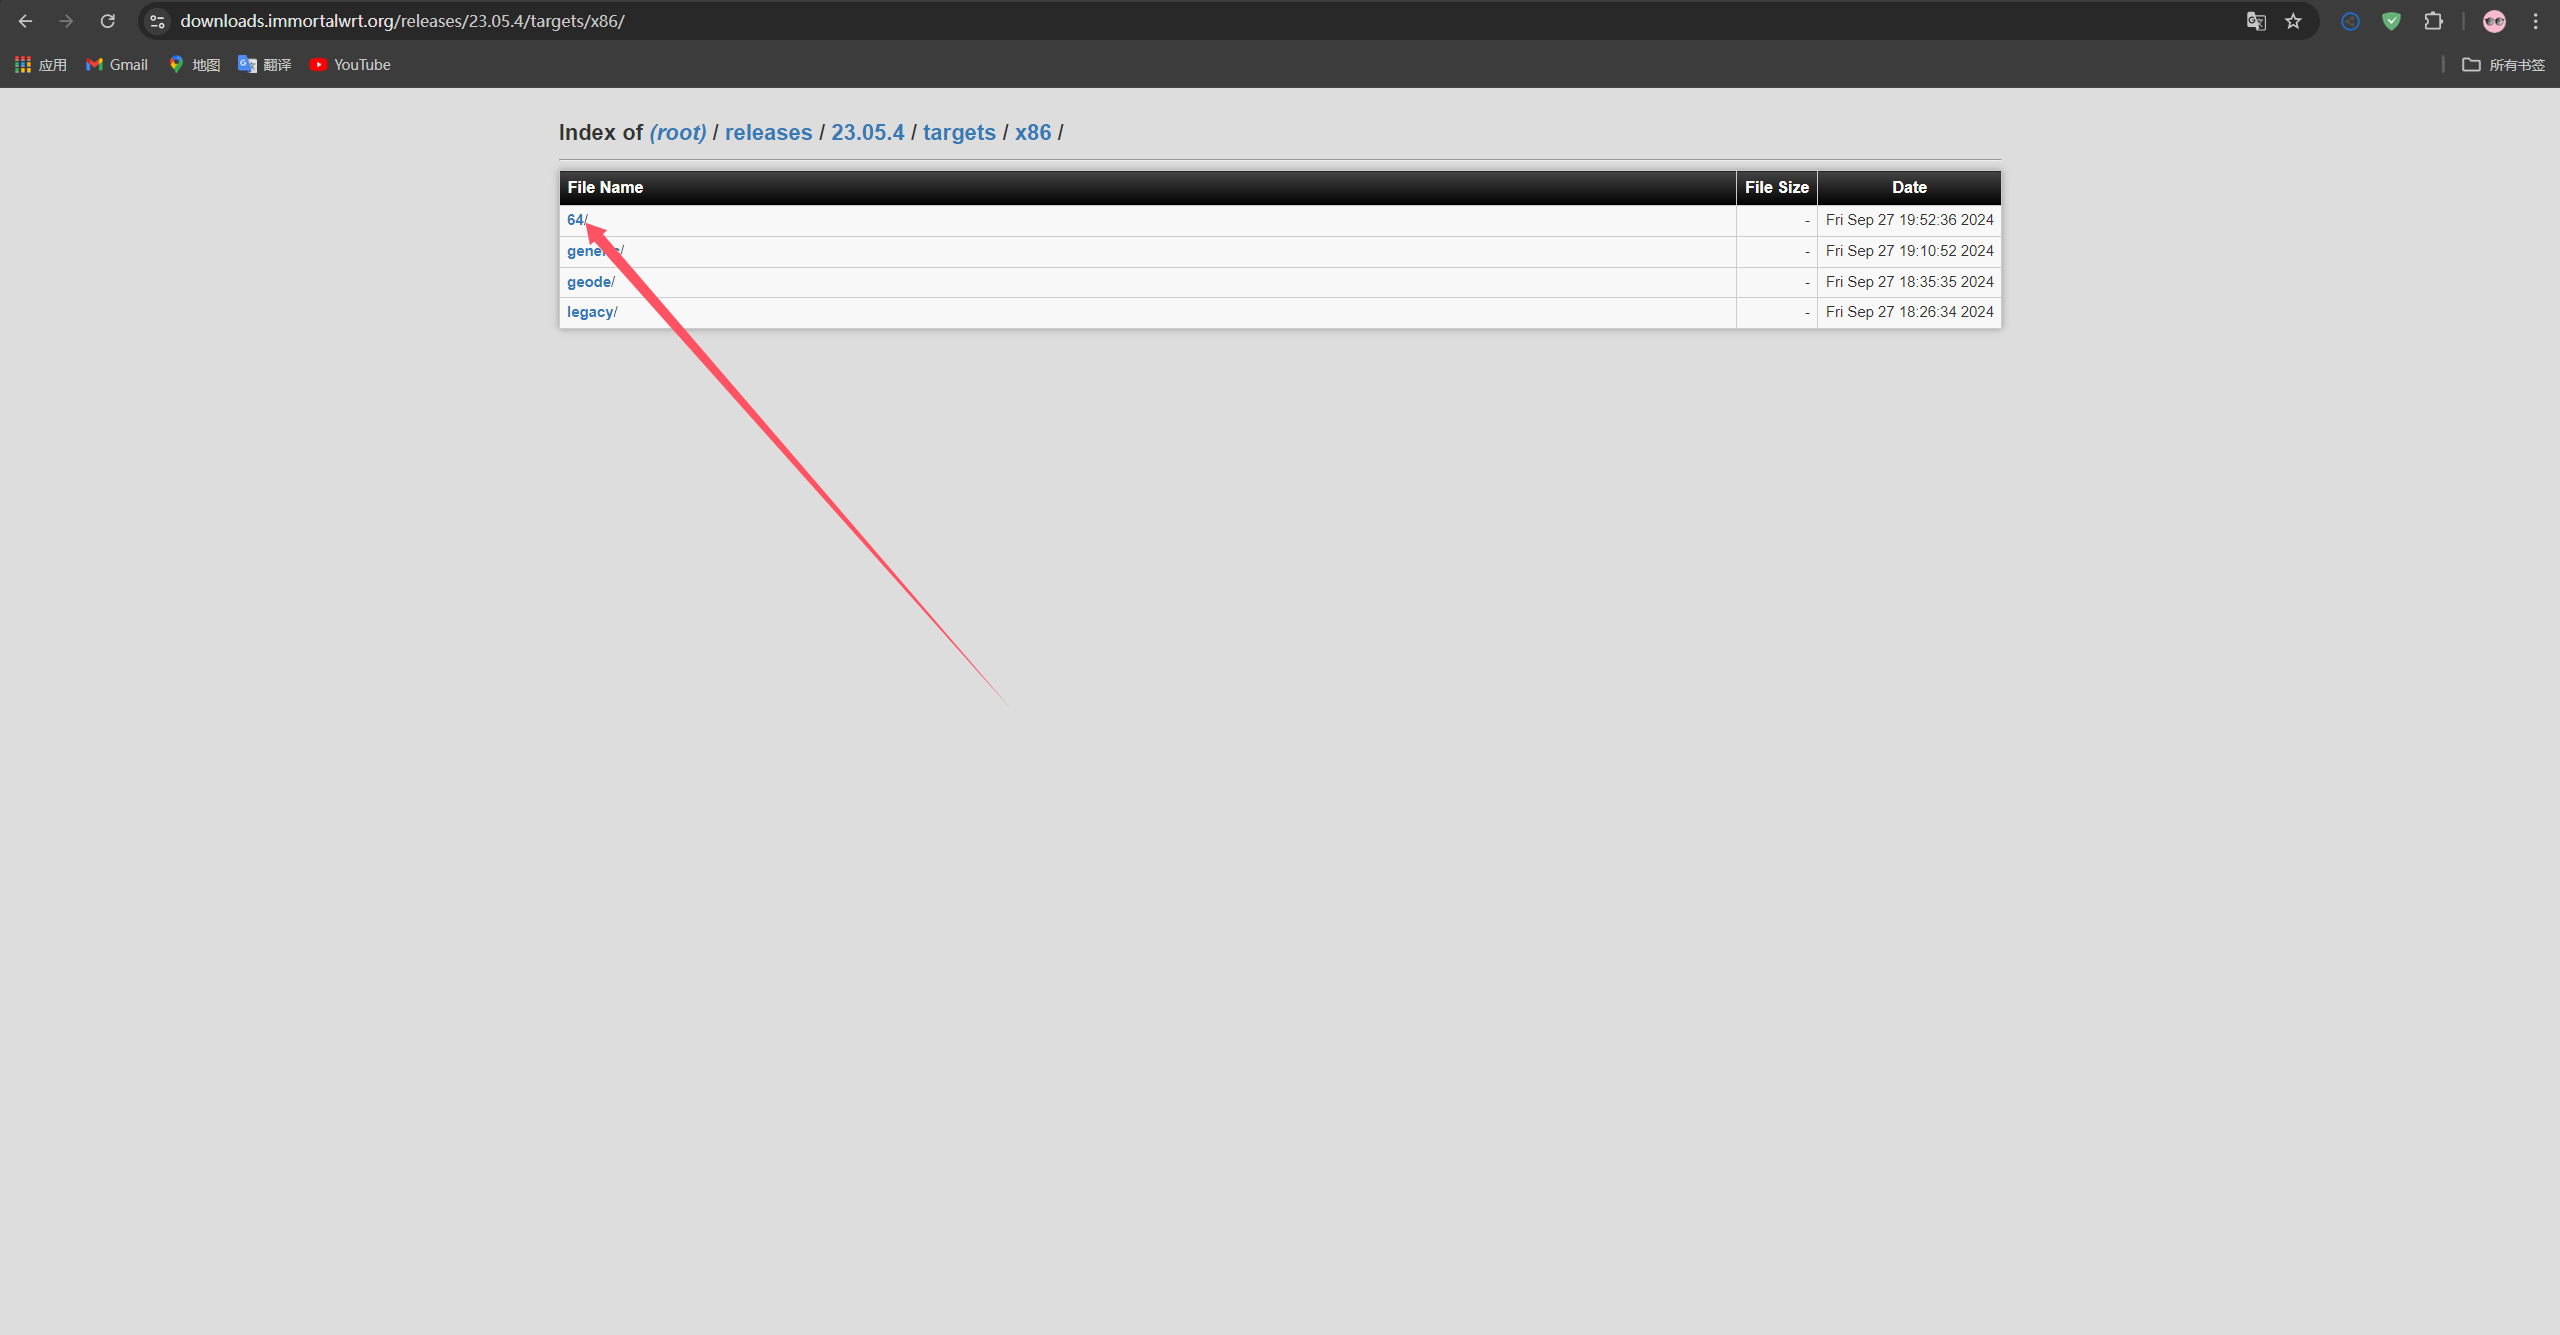 downloads.immortalwrt.org/releases/23.05.4/targets/x86/
应用 Gmail 地图 翻译 YouTube 所有书签
Index of (root) / releases / 23.05.4 / targets / x86 /
File Name File Size Date
64/ - Fri Sep 27 19:52:36 2024
generic/ - Fri Sep 27 19:10:52 2024
geode/ - Fri Sep 27 18:35:35 2024
legacy/ - Fri Sep 27 18:26:34 2024